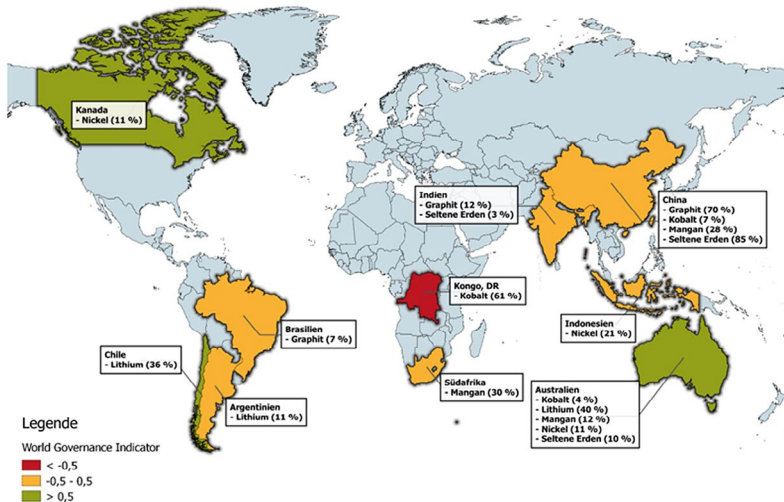 Kanada
- Nickel (11 %)
Indien
- Graphit (12 %)
- Seltene Erden (3 %)
China
- Graphit (70 %)
- Kobalt (7 %)
- Mangan (28 %)
- Seltene Erden (85 %)
Kongo, DR
- Kobalt (61 %)
Brasilien
- Graphit (7 %)
Indonesien
- Nickel (21 %)
Chile
- Lithium (36 %)
Südafrika
- Mangan (30 %)
Argentinien
- Lithium (11 %)
Australien
- Kobalt (4 %)
- Lithium (40 %)
- Mangan (12 %)
- Nickel (11 %)
- Seltene Erden (10 %)
Legende
World Governance Indicator
< -0,5
-0,5 - 0,5
> 0,5